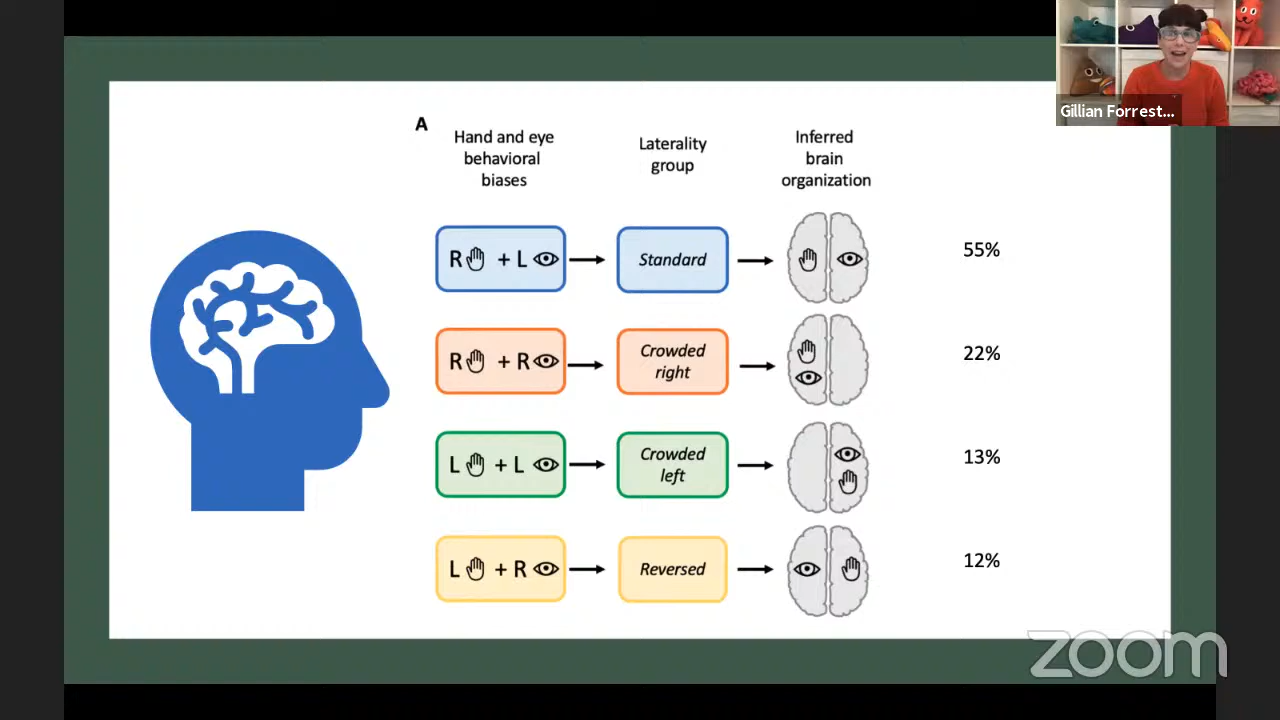 Gillian Forrest...
A
Hand and eye
behavioral
biases
Laterality
group
Inferred
brain
organization
R + L
Standard
55%
R + R
Crowded
right
22%
L + L
Crowded
left
13%
L + R
Reversed
12%
zoom